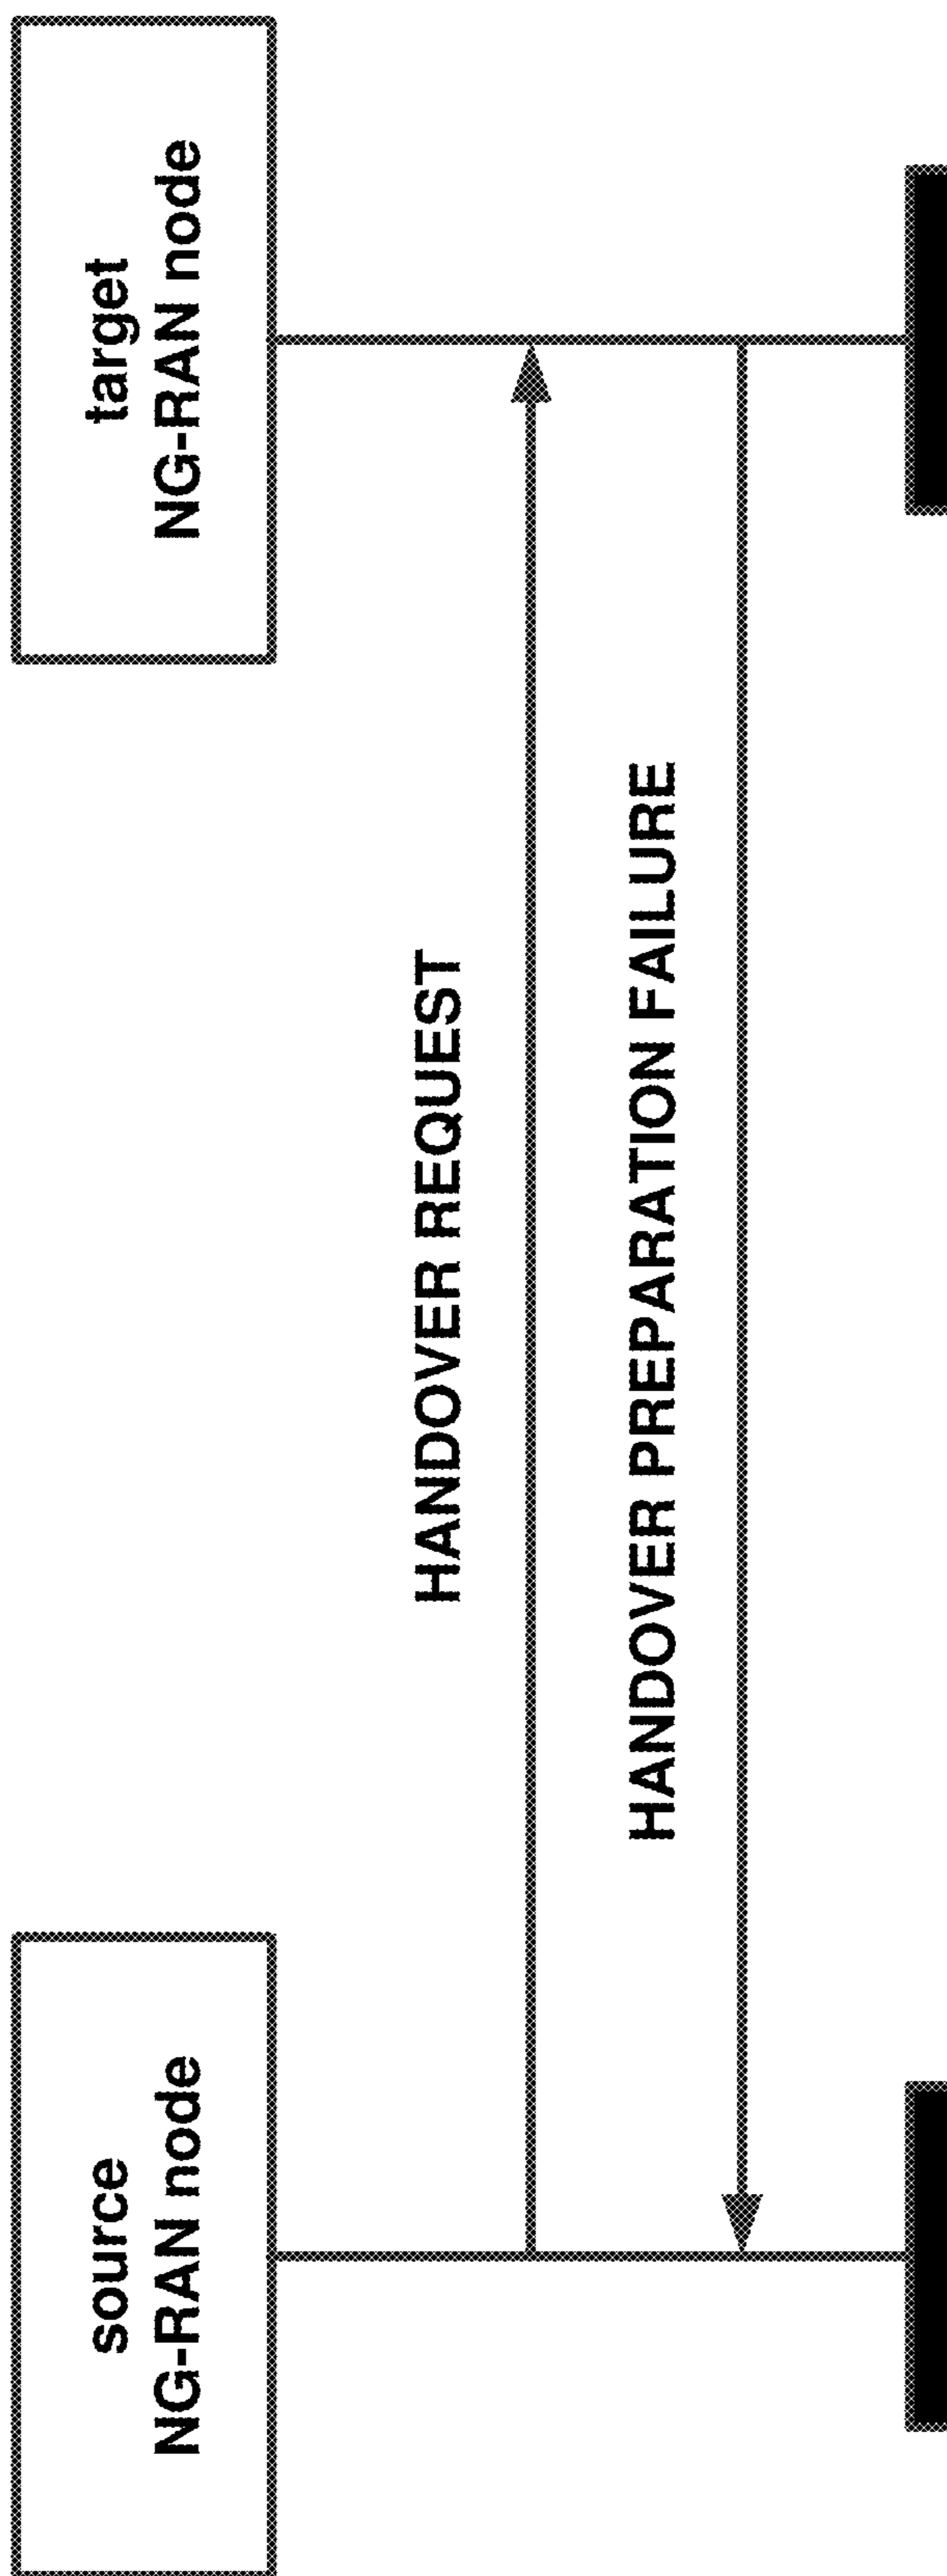 source
NG-RAN node
target
NG-RAN node
HANDOVER REQUEST
HANDOVER PREPARATION FAILURE